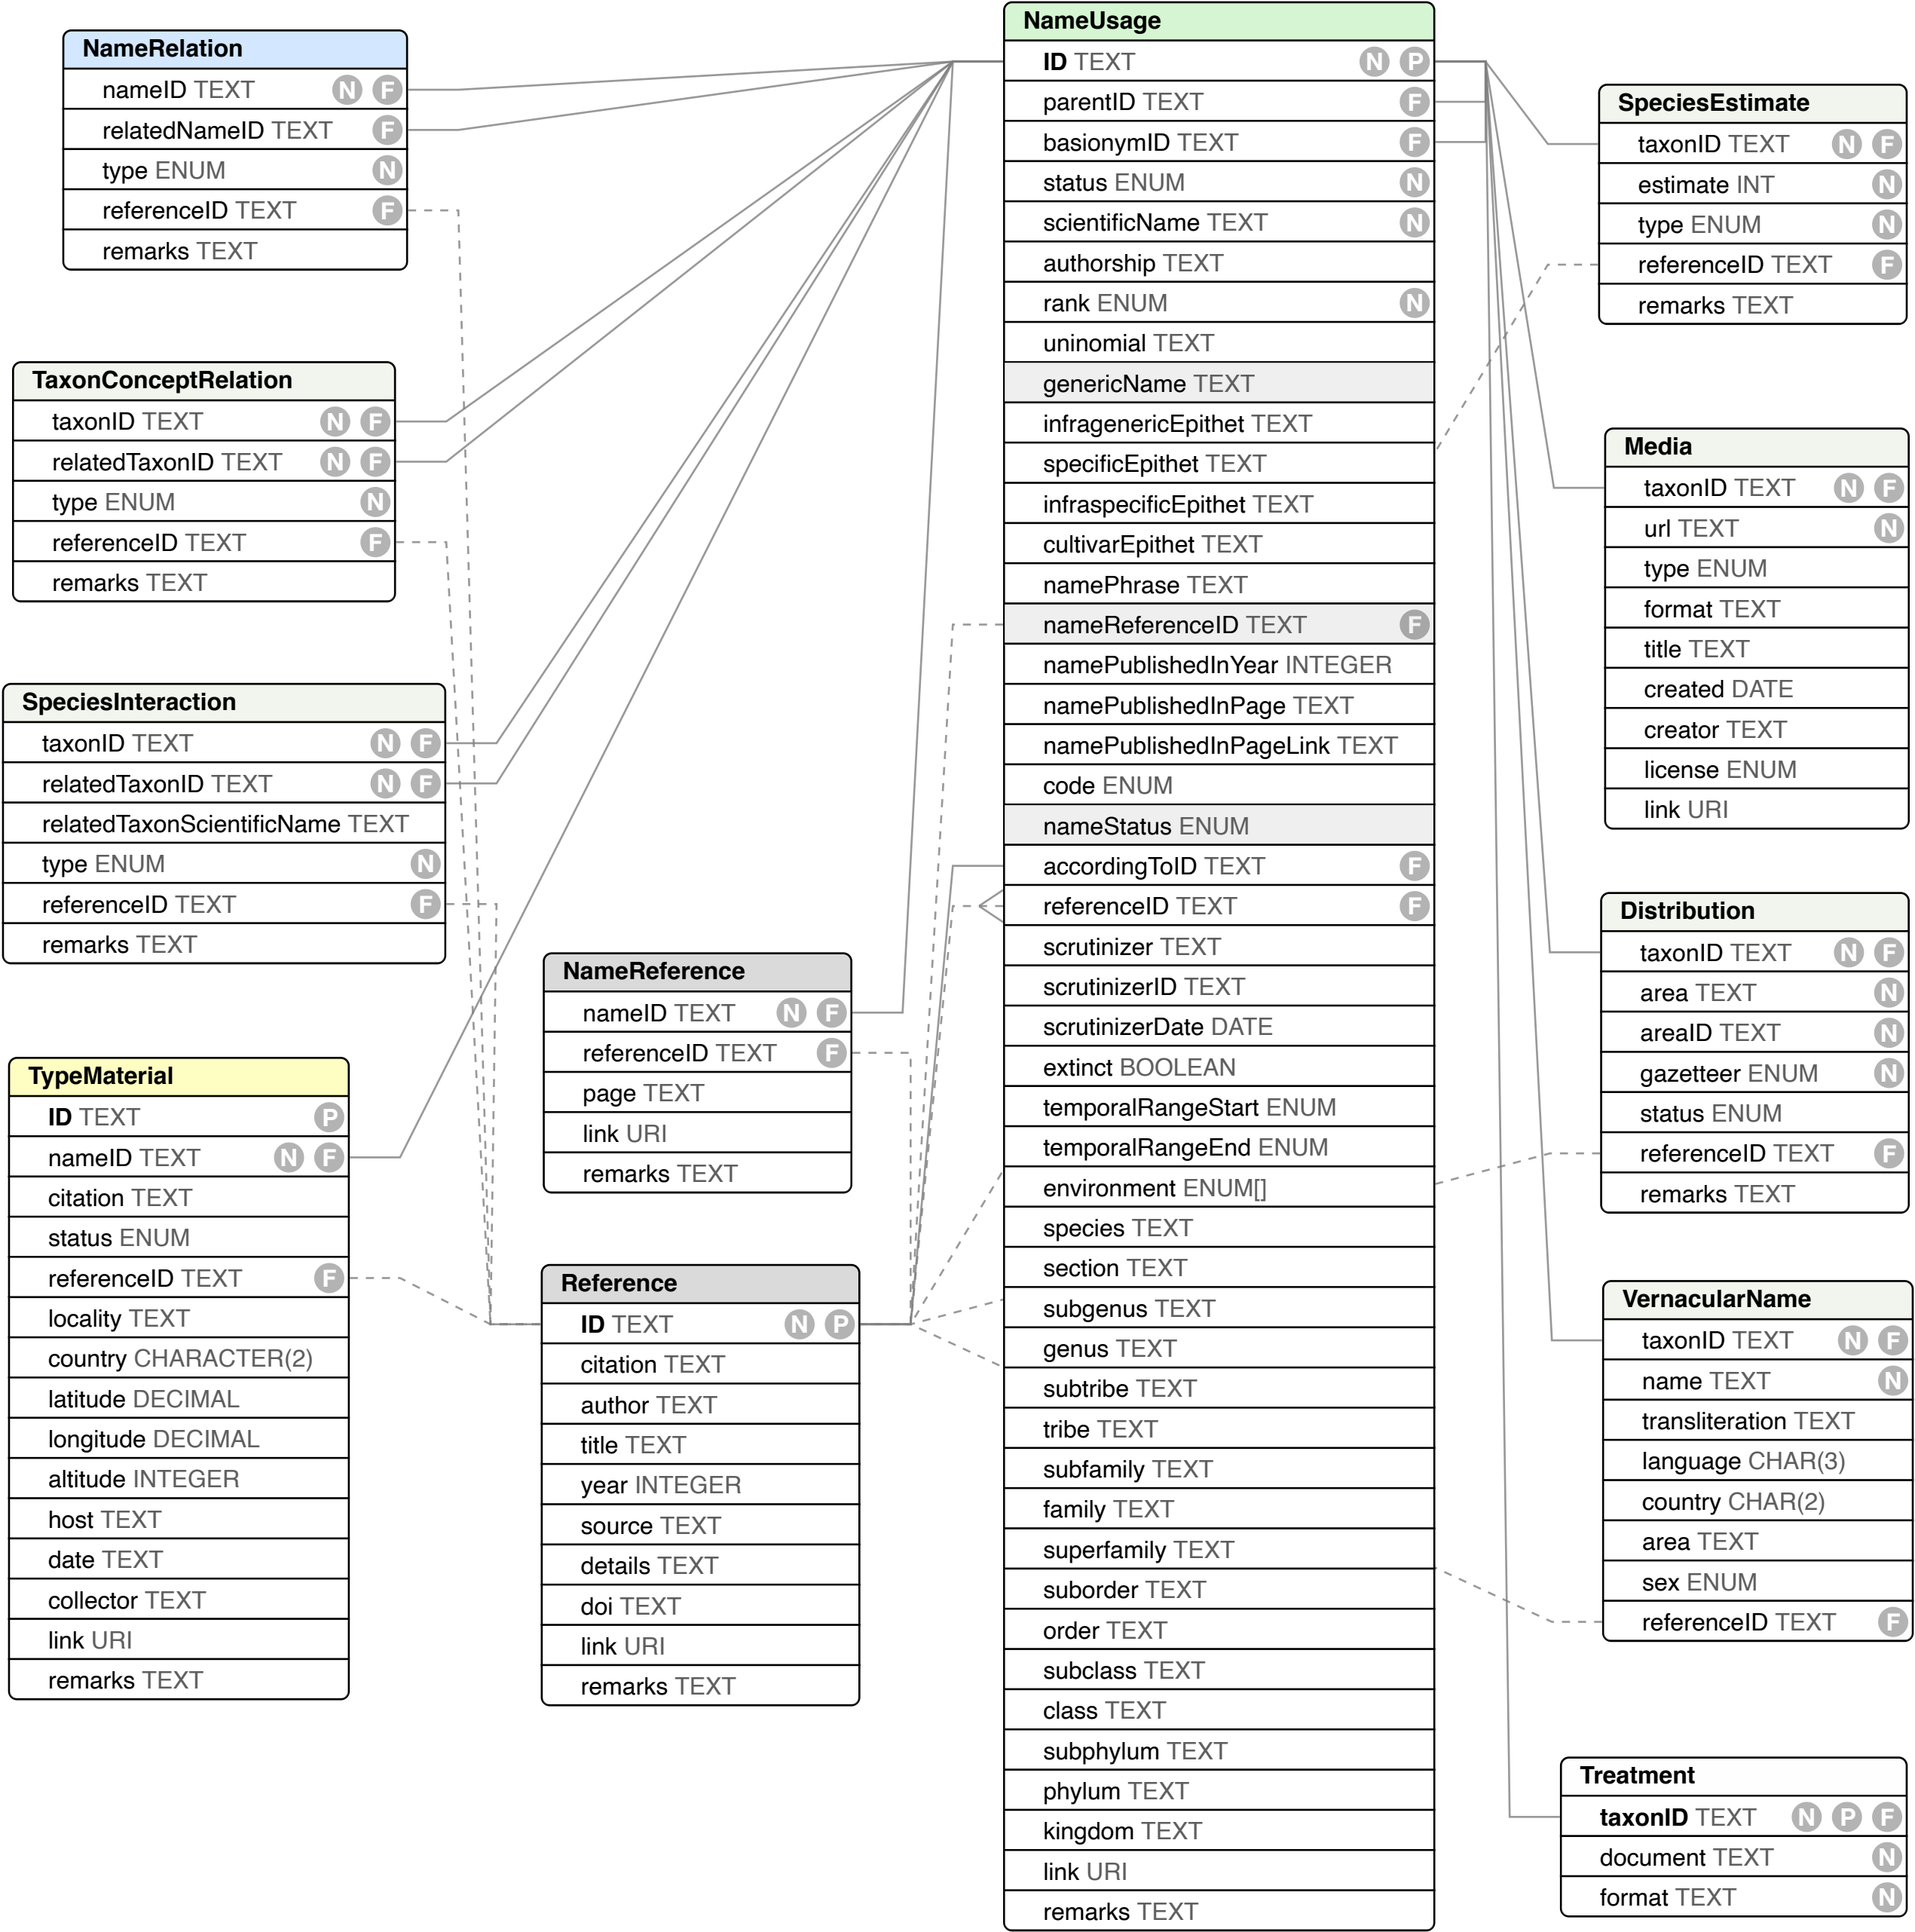 NameRelation
nameID TEXT N F
relatedNameID TEXT F
type ENUM N
referenceID TEXT F
remarks TEXT
TaxonConceptRelation
taxonID TEXT N F
relatedTaxonID TEXT N F
type ENUM N
referenceID TEXT F
remarks TEXT
SpeciesInteraction
taxonID TEXT N F
relatedTaxonID TEXT N F
relatedTaxonScientificName TEXT
type ENUM N
referenceID TEXT F
remarks TEXT
TypeMaterial
ID TEXT P
nameID TEXT N F
citation TEXT
status ENUM
referenceID TEXT F
locality TEXT
country CHARACTER(2)
latitude DECIMAL
longitude DECIMAL
altitude INTEGER
host TEXT
date TEXT
collector TEXT
link URI
remarks TEXT
NameReference
nameID TEXT N F
referenceID TEXT F
page TEXT
link URI
remarks TEXT
Reference
ID TEXT N P
citation TEXT
author TEXT
title TEXT
year INTEGER
source TEXT
details TEXT
doi TEXT
link URI
remarks TEXT
NameUsage
ID TEXT N P
parentID TEXT F
basionymID TEXT F
status ENUM N
scientificName TEXT N
authorship TEXT
rank ENUM N
uninomial TEXT
genericName TEXT
infragenericEpithet TEXT
specificEpithet TEXT
infraspecificEpithet TEXT
cultivarEpithet TEXT
namePhrase TEXT
nameReferenceID TEXT F
namePublishedInYear INTEGER
namePublishedInPage TEXT
namePublishedInPageLink TEXT
code ENUM
nameStatus ENUM
accordingToID TEXT F
referenceID TEXT F
scrutinizer TEXT
scrutinizerID TEXT
scrutinizerDate DATE
extinct BOOLEAN
temporalRangeStart ENUM
temporalRangeEnd ENUM
environment ENUM[]
species TEXT
section TEXT
subgenus TEXT
genus TEXT
subtribe TEXT
tribe TEXT
subfamily TEXT
family TEXT
superfamily TEXT
suborder TEXT
order TEXT
subclass TEXT
class TEXT
subphylum TEXT
phylum TEXT
kingdom TEXT
link URI
remarks TEXT
SpeciesEstimate
taxonID TEXT N F
estimate INT N
type ENUM N
referenceID TEXT F
remarks TEXT
Media
taxonID TEXT N F
url TEXT N
type ENUM
format TEXT
title TEXT
created DATE
creator TEXT
license ENUM
link URI
Distribution
taxonID TEXT N F
area TEXT N
areaID TEXT N
gazetteer ENUM N
status ENUM
referenceID TEXT F
remarks TEXT
VernacularName
taxonID TEXT N F
name TEXT N
transliteration TEXT
language CHAR(3)
country CHAR(2)
area TEXT
sex ENUM
referenceID TEXT F
Treatment
taxonID TEXT N P F
document TEXT N
format TEXT N